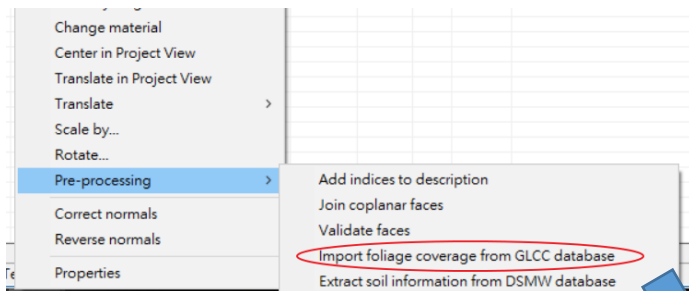 Change material
Center in Project View
Translate in Project View
Translate >
Scale by...
Rotate...
Pre-processing >
Add indices to description
Correct normals
Join coplanar faces
Reverse normals
Validate faces
Import foliage coverage from GLCC database
Properties
Extract soil information from DSMW database